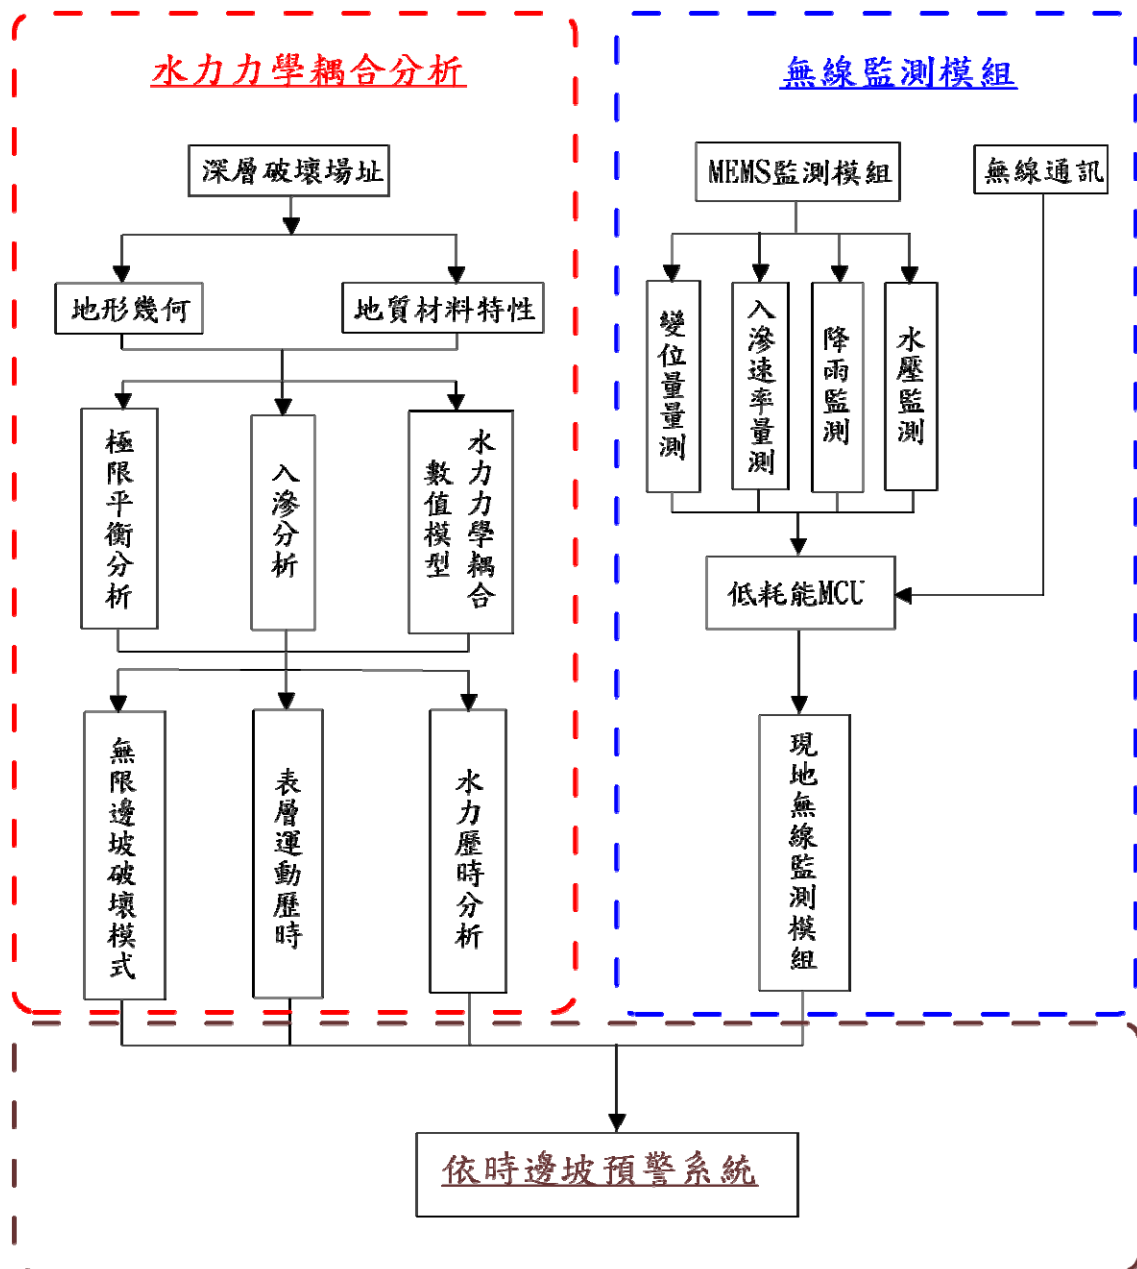 水力力學耦合分析
深層破壞場址
地形幾何
地質材料特性
極限平衡分析
入滲分析
水力力學耦合
數值模型
無限邊坡破壞模式
表層運動歷時
水力歷時分析
無線監測模組
MEMS監測模組
無線通訊
變位量量測
入滲速率量測
降雨監測
水壓監測
低耗能MCU
現地無線監測模組
依時邊坡預警系統